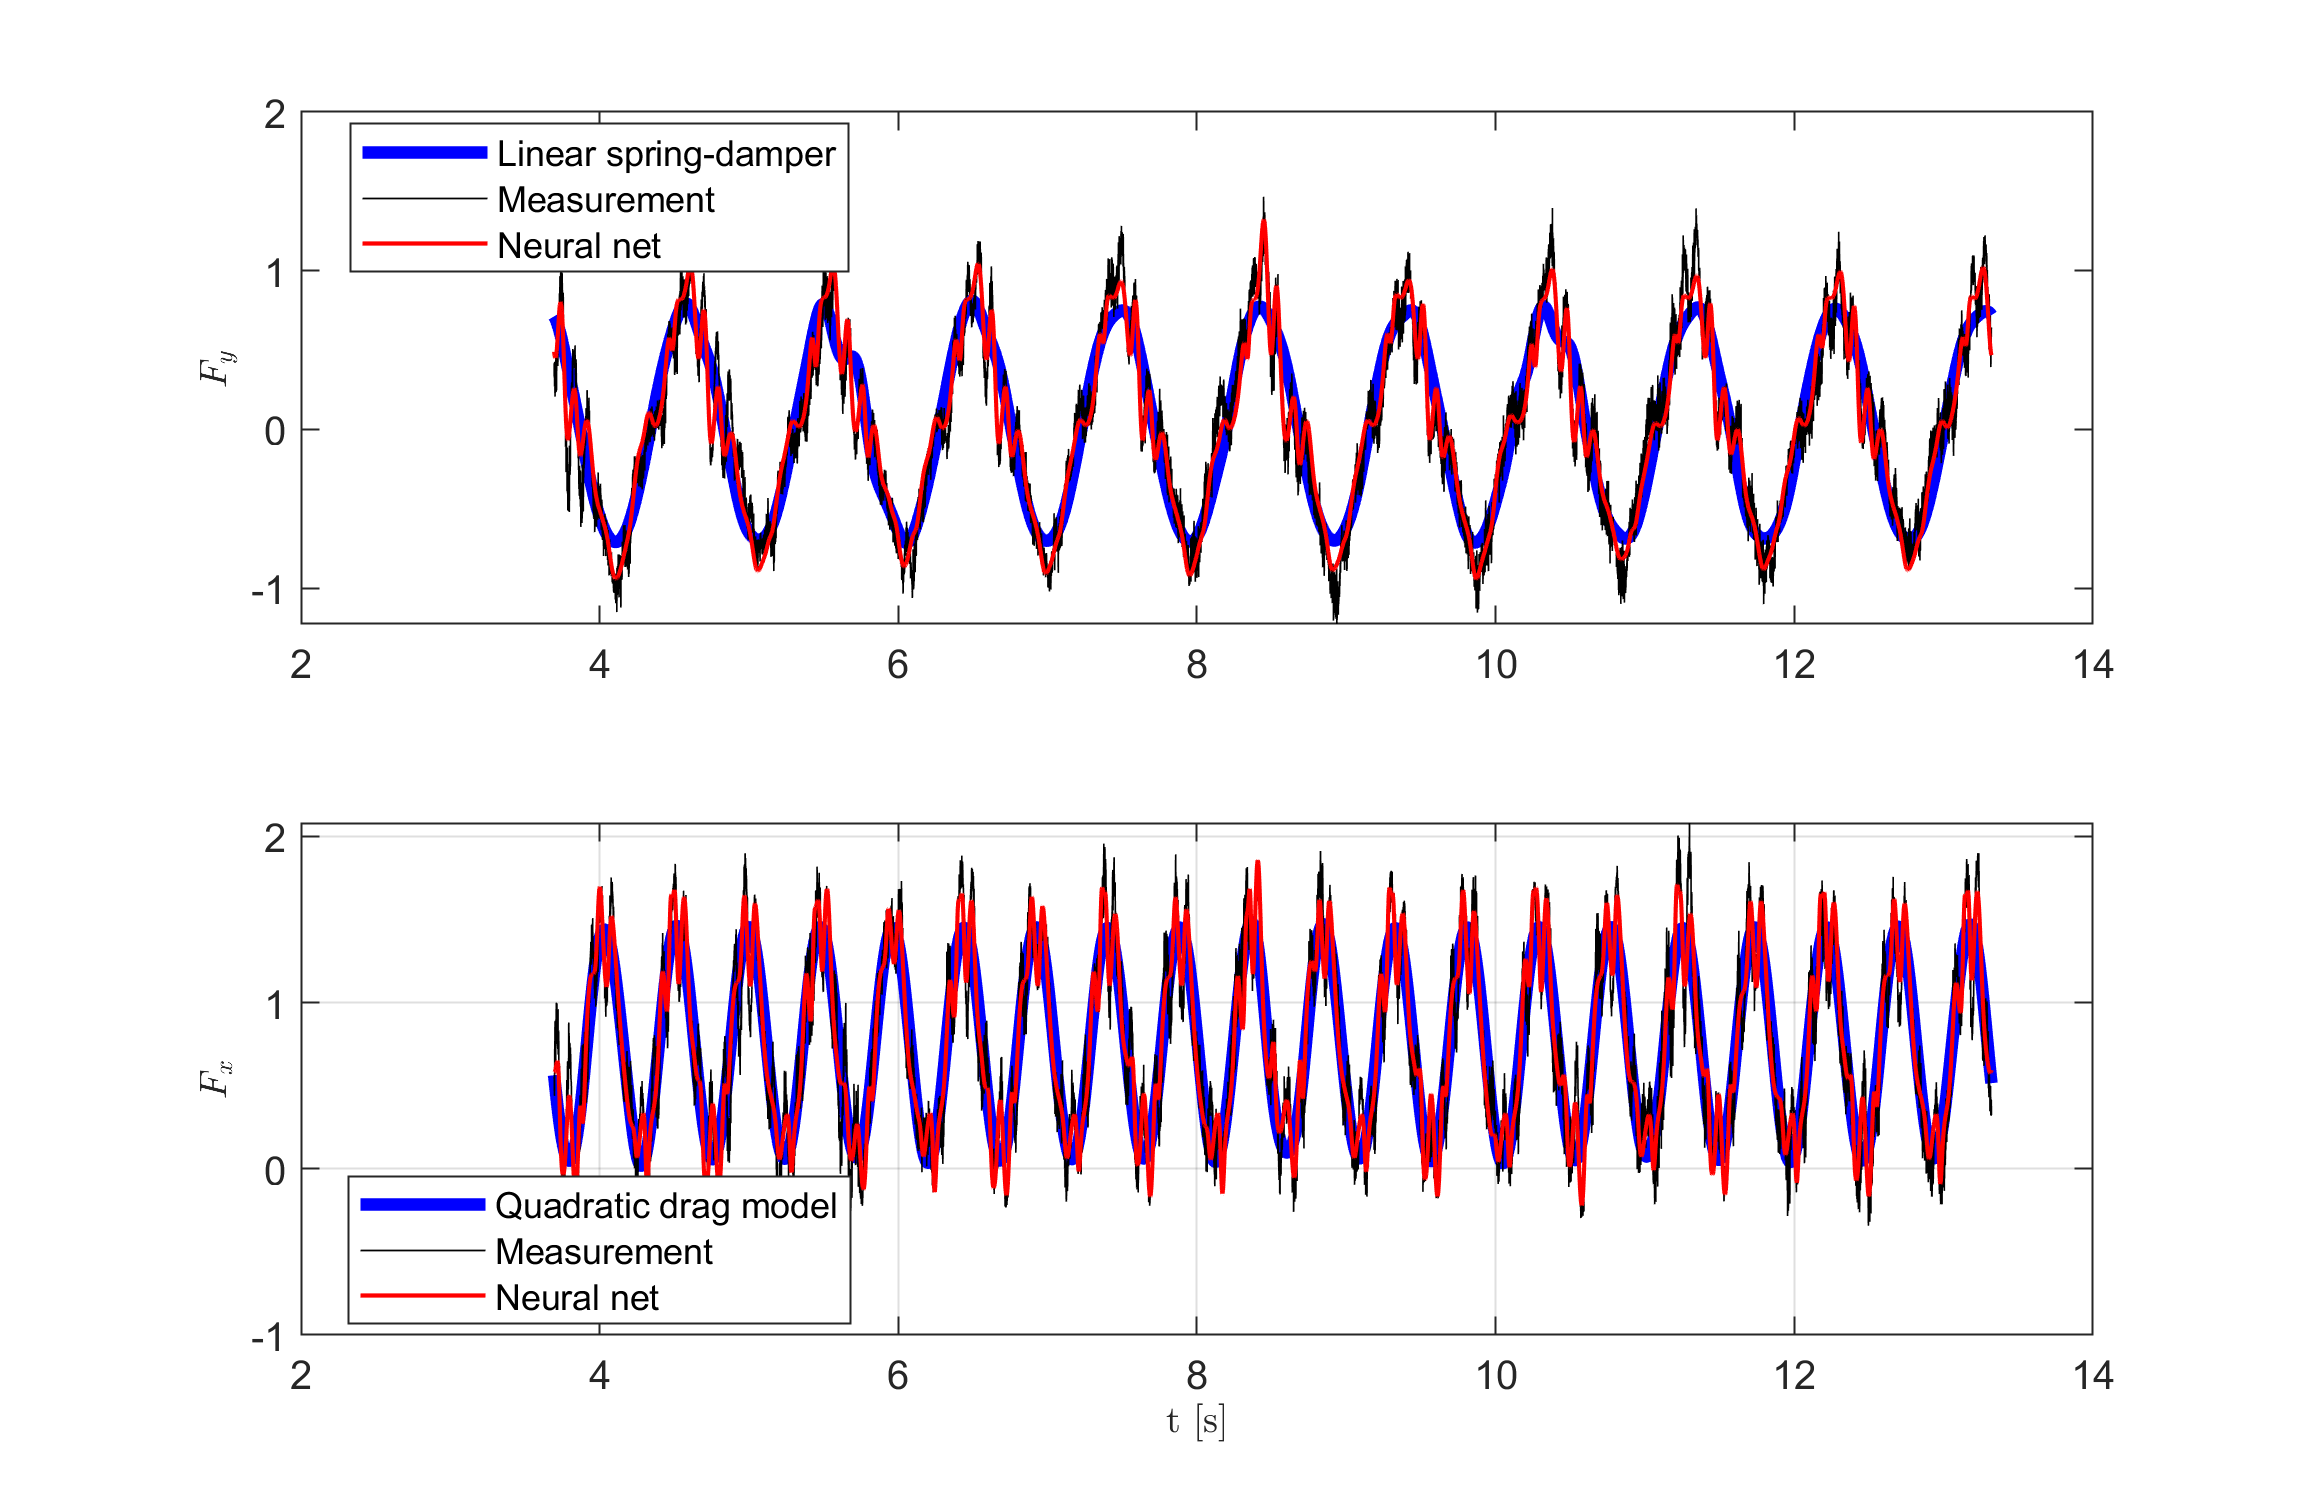 2
Linear spring-damper
Measurement
Neural net
1
F_y
0
-1
2 4 6 8 10 12 14
2
1
F_x
0
Quadratic drag model
Measurement
Neural net
-1
2 4 6 8 10 12 14
t [s]